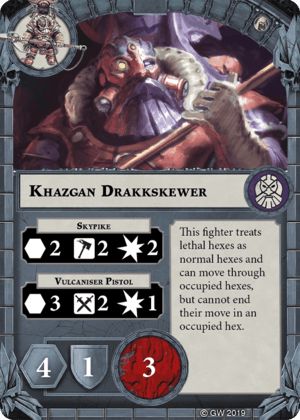 Khazgan Drakkskewer
Skypike
2 2 2
Vulcaniser Pistol
3 2 1
This fighter treats
lethal hexes as
normal hexes and
can move through
occupied hexes,
but cannot end
their move in an
occupied hex.
4 1 3
© GW 2019